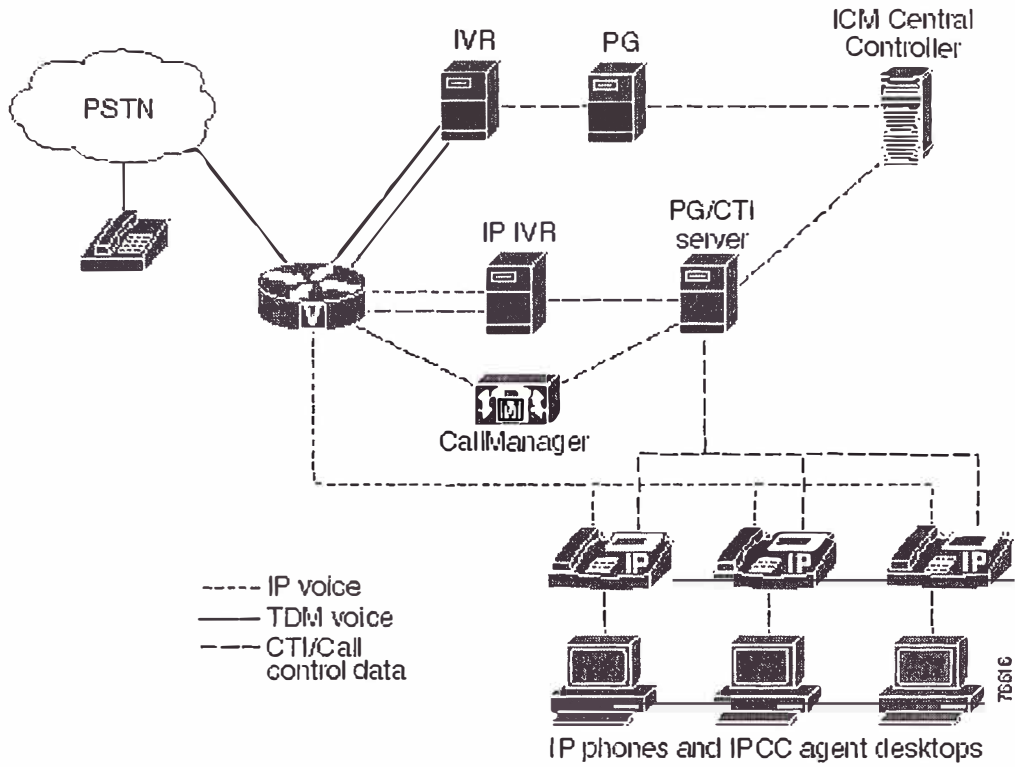 IVR
PG
ICM Central
Controller
PSTN
PG/CTI
server
IP IVR
V
M
CallManager
IP
IP
IP
IP voice
TDM voice
CTI/Call
control data
76616
IP phones and IPCC agent desktops